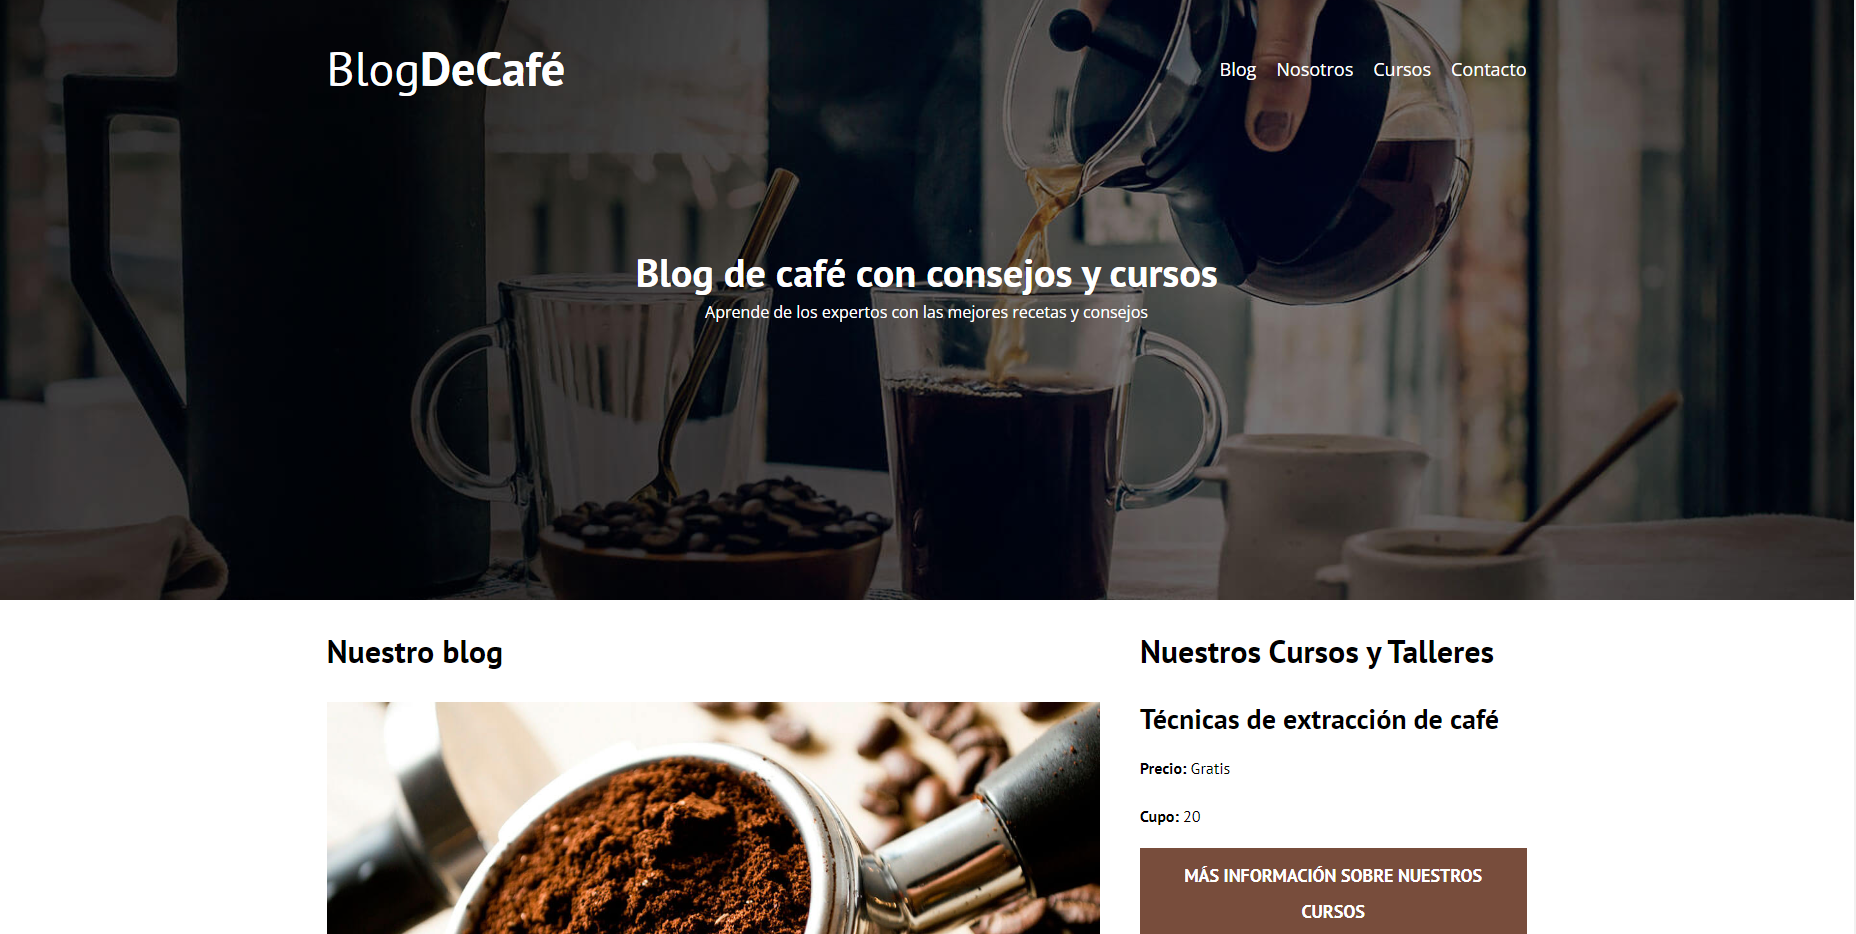 BlogDeCafé
Blog Nosotros Cursos Contacto
Blog de café con consejos y cursos
Aprende de los expertos con las mejores recetas y consejos
Nuestro blog
Nuestros Cursos y Talleres
Técnicas de extracción de café
Precio: Gratis
Cupo: 20
MÁS INFORMACIÓN SOBRE NUESTROS
CURSOS